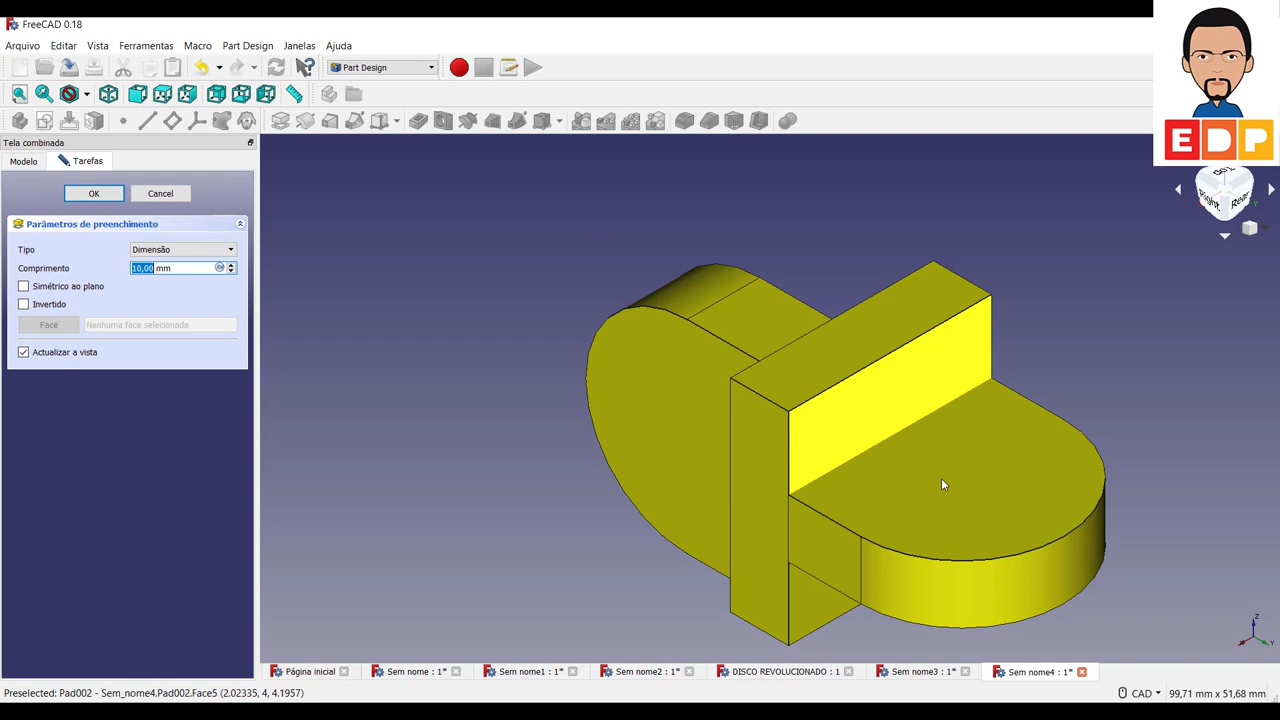 FreeCAD 0.18
Arquivo Editar Vista Ferramentas Macro Part Design Janelas Ajuda
Part Design
Tela combinada
Modelo Tarefas
OK Cancel
Parâmetros de preenchimento
Tipo Dimensão
Comprimento 10,00 mm
Simétrico ao plano
Invertido
Face Nenhuma face selecionada
Actualizar a vista
EDP
Top
Right Rear
Y
Z
X Y
Página inicial Sem nome : 1* Sem nome1 : 1* Sem nome2 : 1* DISCO REVOLUCIONADO : 1 Sem nome3 : 1* Sem nome4 : 1*
Preselected: Pad002 - Sem_nome4.Pad002.Face5 (2.02335, 4, 4.1957) CAD 99,71 mm x 51,68 mm